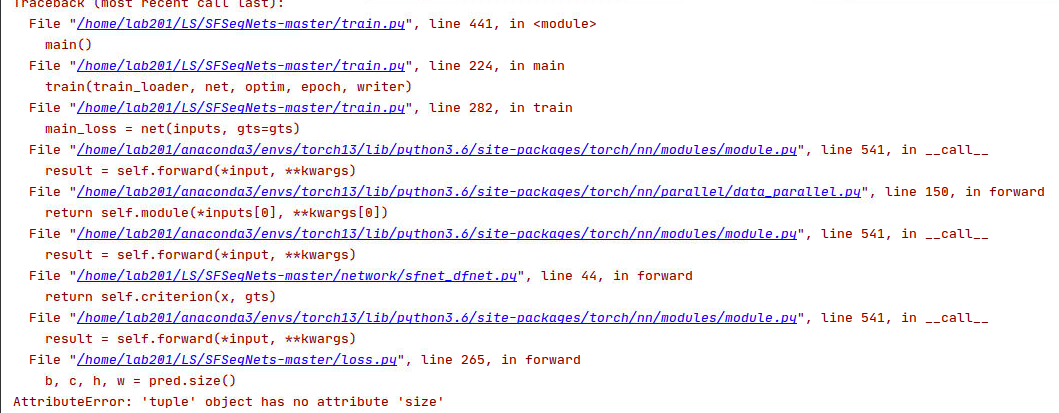 Traceback (most recent call last):
File "/home/lab201/LS/SFSegNets-master/train.py", line 441, in <module>
main()
File "/home/lab201/LS/SFSegNets-master/train.py", line 224, in main
train(train_loader, net, optim, epoch, writer)
File "/home/lab201/LS/SFSegNets-master/train.py", line 282, in train
main_loss = net(inputs, gts=gts)
File "/home/lab201/anaconda3/envs/torch13/lib/python3.6/site-packages/torch/nn/modules/module.py", line 541, in __call__
result = self.forward(*input, **kwargs)
File "/home/lab201/anaconda3/envs/torch13/lib/python3.6/site-packages/torch/nn/parallel/data_parallel.py", line 150, in forward
return self.module(*inputs[0], **kwargs[0])
File "/home/lab201/anaconda3/envs/torch13/lib/python3.6/site-packages/torch/nn/modules/module.py", line 541, in __call__
result = self.forward(*input, **kwargs)
File "/home/lab201/LS/SFSegNets-master/network/sfnet_dfnet.py", line 44, in forward
return self.criterion(x, gts)
File "/home/lab201/anaconda3/envs/torch13/lib/python3.6/site-packages/torch/nn/modules/module.py", line 541, in __call__
result = self.forward(*input, **kwargs)
File "/home/lab201/LS/SFSegNets-master/loss.py", line 265, in forward
b, c, h, w = pred.size()
AttributeError: 'tuple' object has no attribute 'size'